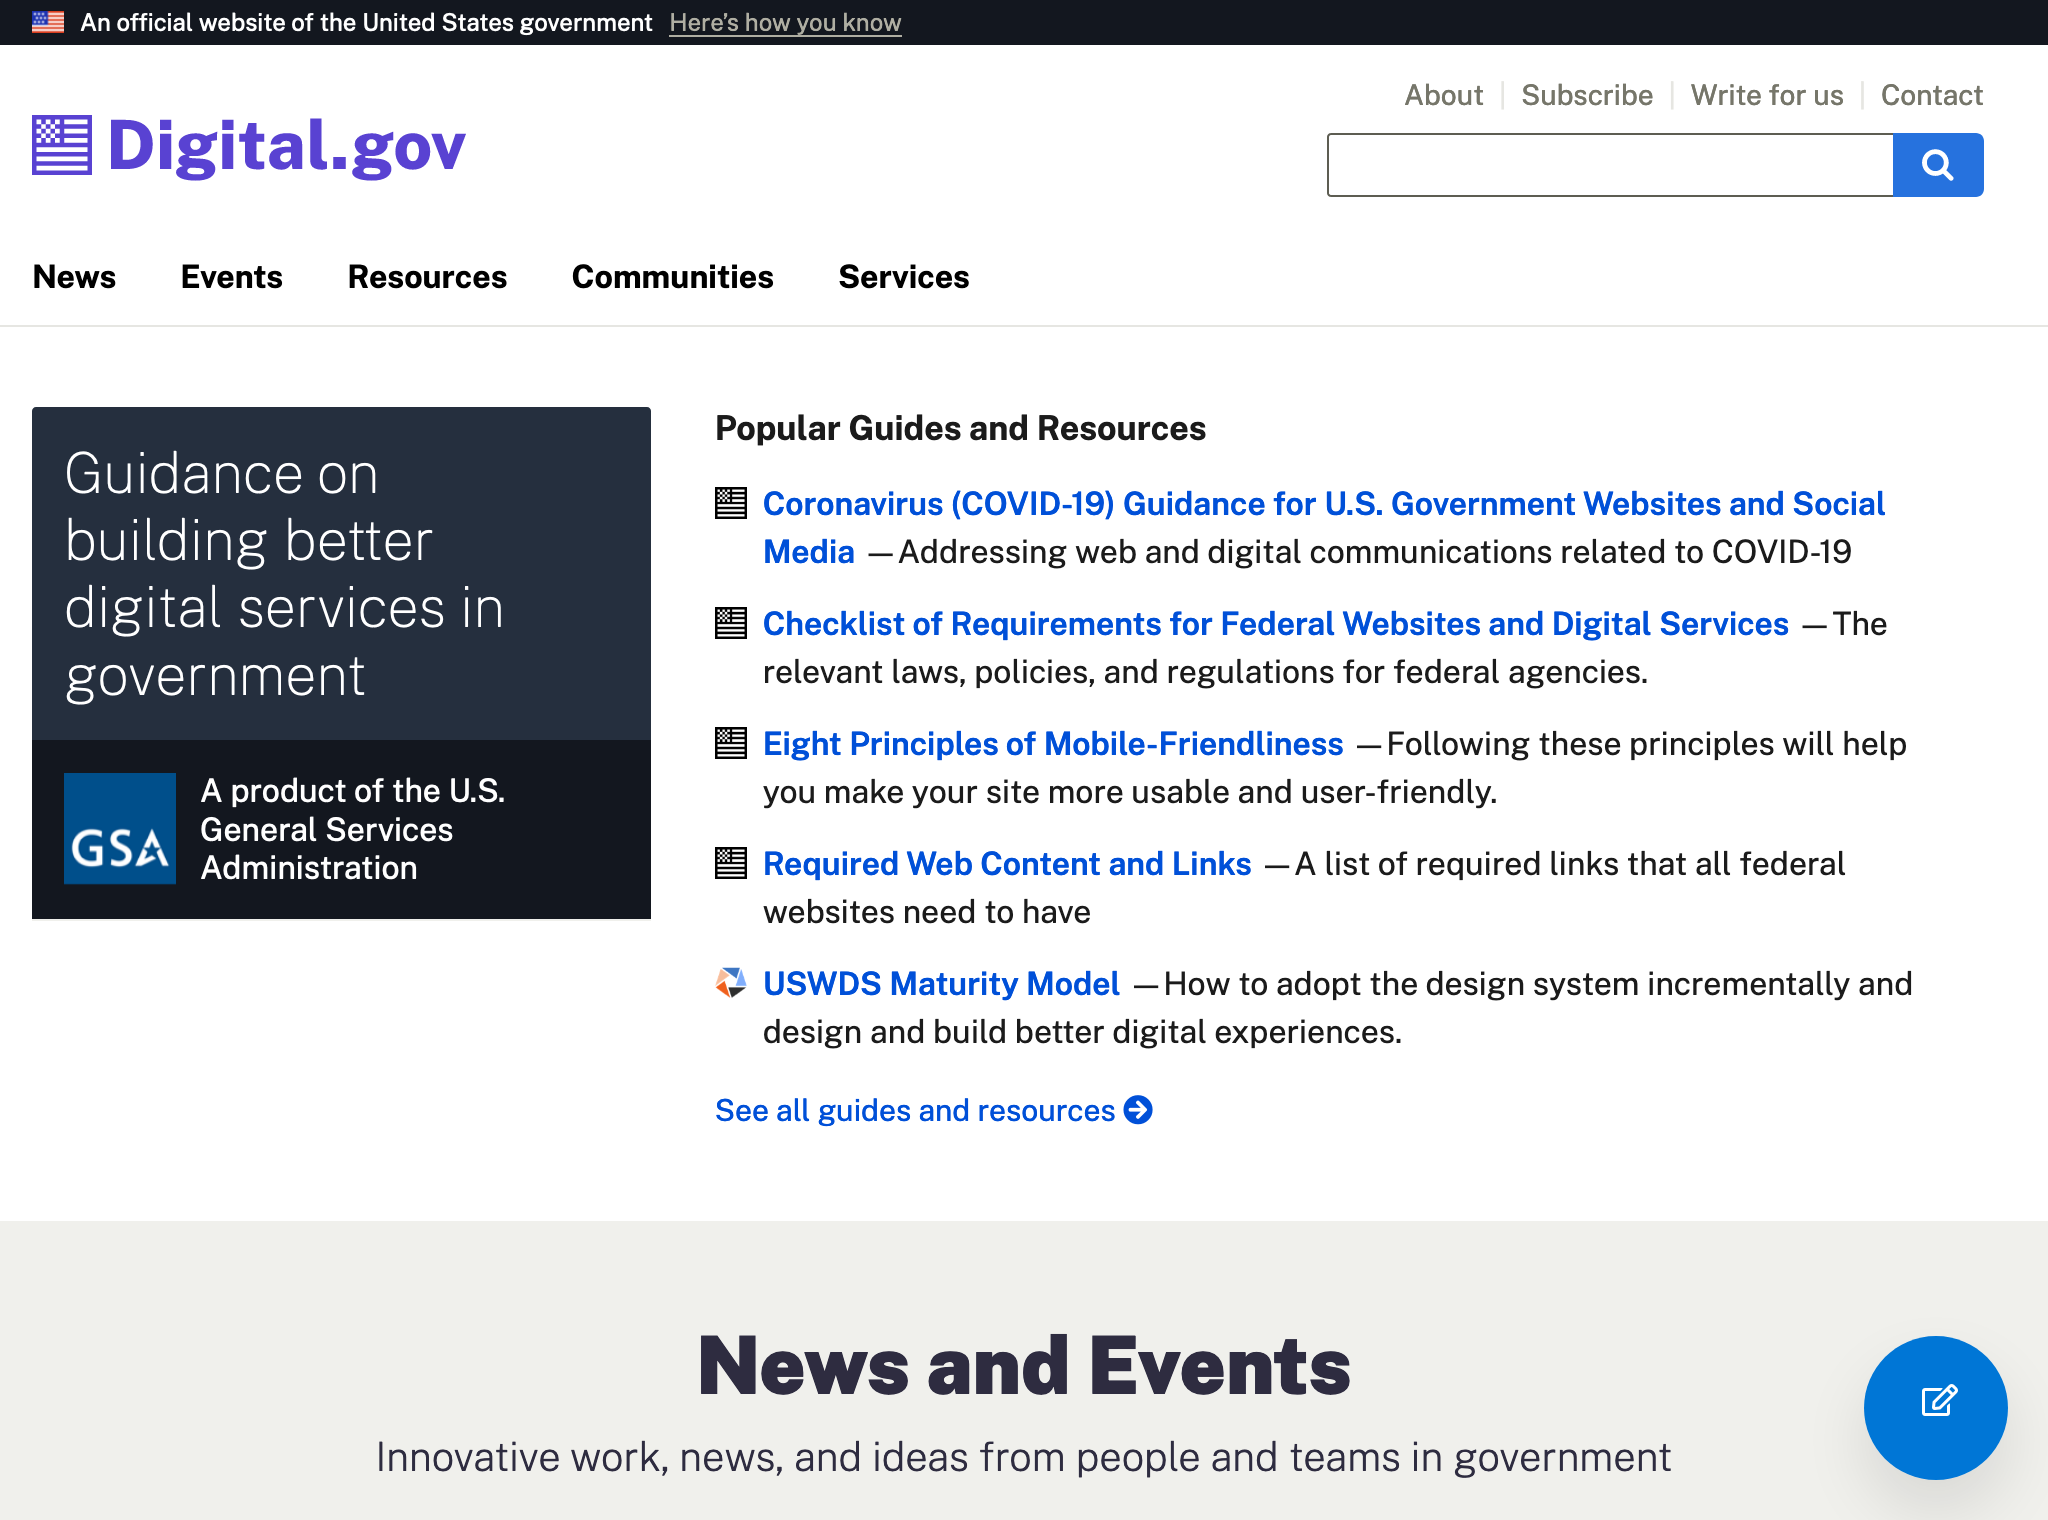 An official website of the United States government Here’s how you know
About Subscribe Write for us Contact
Digital.gov
News Events Resources Communities Services
Guidance on
building better
digital services in
government
GSA
A product of the U.S.
General Services
Administration
Popular Guides and Resources
Coronavirus (COVID-19) Guidance for U.S. Government Websites and Social
Media — Addressing web and digital communications related to COVID-19
Checklist of Requirements for Federal Websites and Digital Services — The
relevant laws, policies, and regulations for federal agencies.
Eight Principles of Mobile-Friendliness — Following these principles will help
you make your site more usable and user-friendly.
Required Web Content and Links — A list of required links that all federal
websites need to have
USWDS Maturity Model — How to adopt the design system incrementally and
design and build better digital experiences.
See all guides and resources
News and Events
Innovative work, news, and ideas from people and teams in government